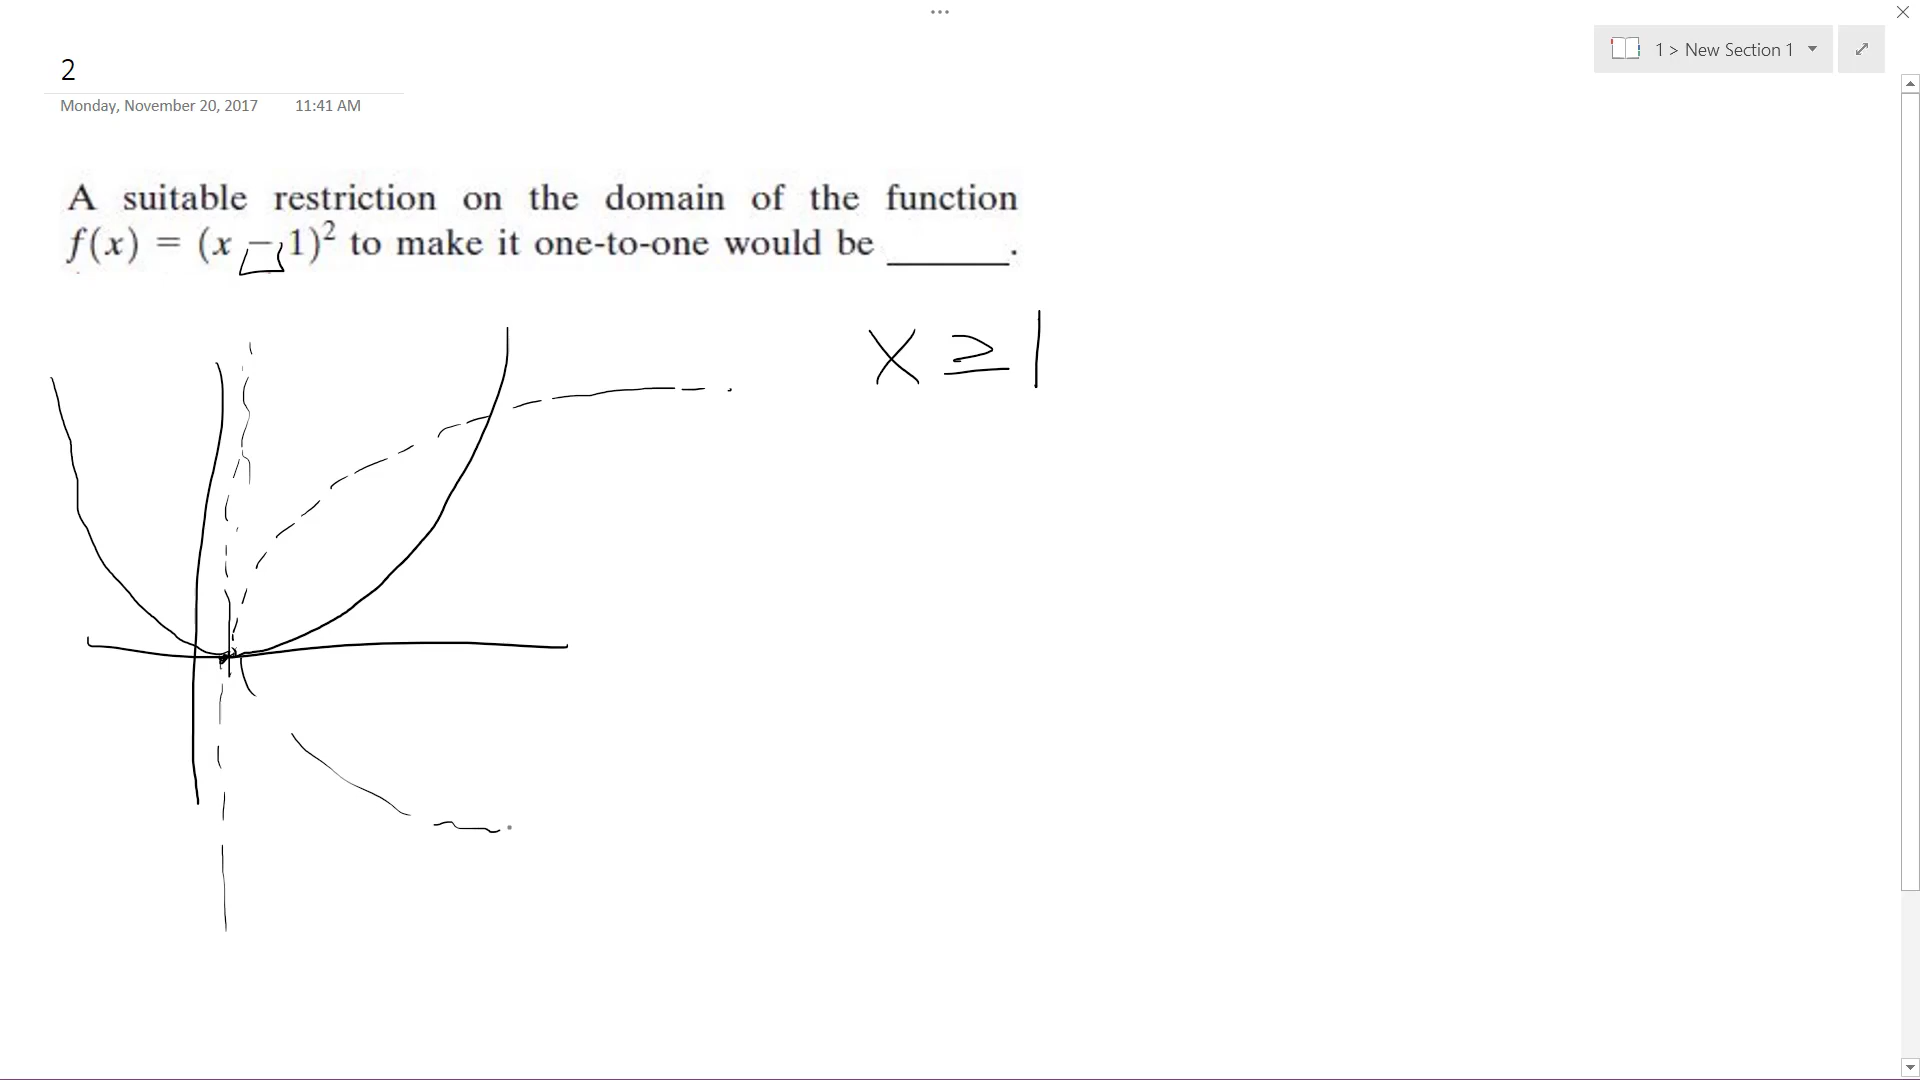 1 > New Section 1
2
Monday, November 20, 2017 11:41 AM
A suitable restriction on the domain of the function
f(x) = (x − 1)² to make it one-to-one would be ______.
x ≥ 1